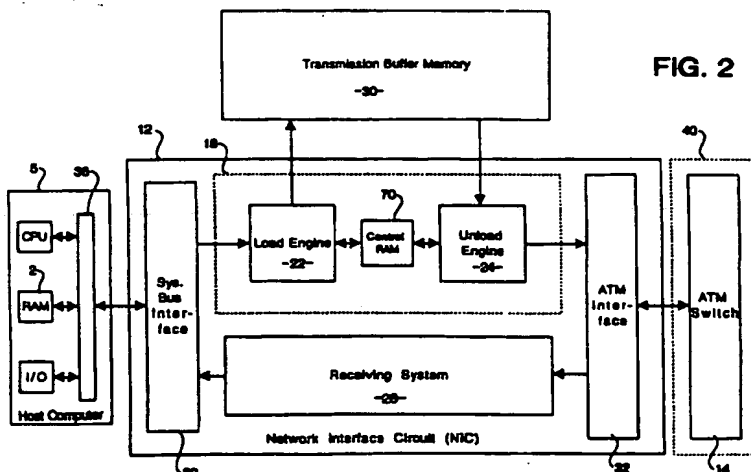 FIG. 2
Transmission Buffer Memory
-30-
12
18
40
5
36
70
CPU
2
RAM
I/O
Host Computer
Sys.
Bus
Inter-
face
Load Engine
-22-
Control
RAM
Unload
Engine
-24-
ATM
Inter-
face
ATM
Switch
Receiving System
Network Interface Circuit (NIC)
32
14